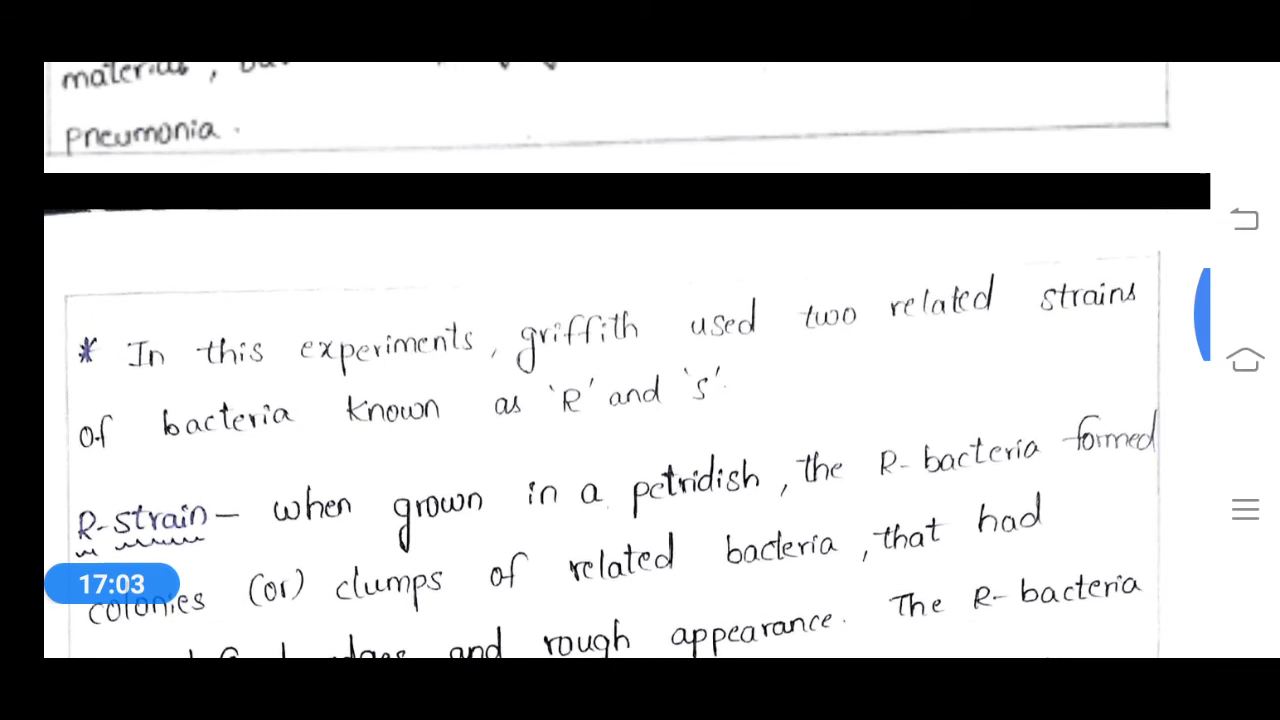 pneumonia.
* In this experiments, griffith used two related strains
of bacteria known as 'R' and 's'.
R-strain - when grown in a petridish, the R-bacteria formed
17:03
colonies (or) clumps of related bacteria, that had
and rough appearance. The R-bacteria